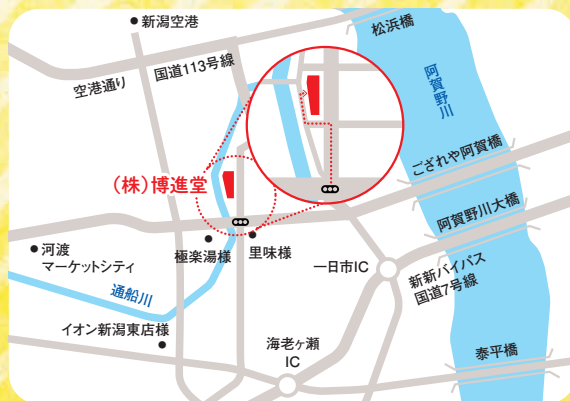 新潟空港
松浜橋
国道113号線
空港通り
阿賀野川
ござれや阿賀橋
(株)博進堂
阿賀野川大橋
河渡
マーケットシティ
極楽湯様
里味様
一日市IC
新新バイパス
国道7号線
通船川
イオン新潟東店様
海老ヶ瀬
IC
泰平橋